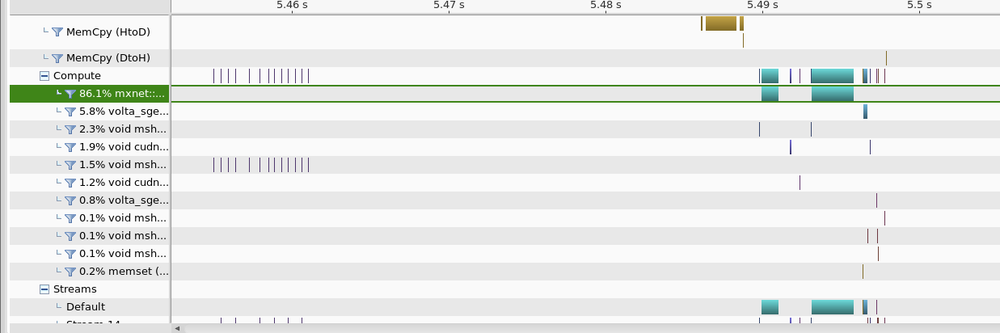 5.46 s 5.47 s 5.48 s 5.49 s 5.5 s
MemCpy (HtoD)
MemCpy (DtoH)
Compute
86.1% mxnet::...
5.8% volta_sge...
2.3% void msh...
1.9% void cudn...
1.5% void msh...
1.2% void cudn...
0.8% volta_sge...
0.1% void msh...
0.1% void msh...
0.1% void msh...
0.2% memset (...
Streams
Default
Stream 14